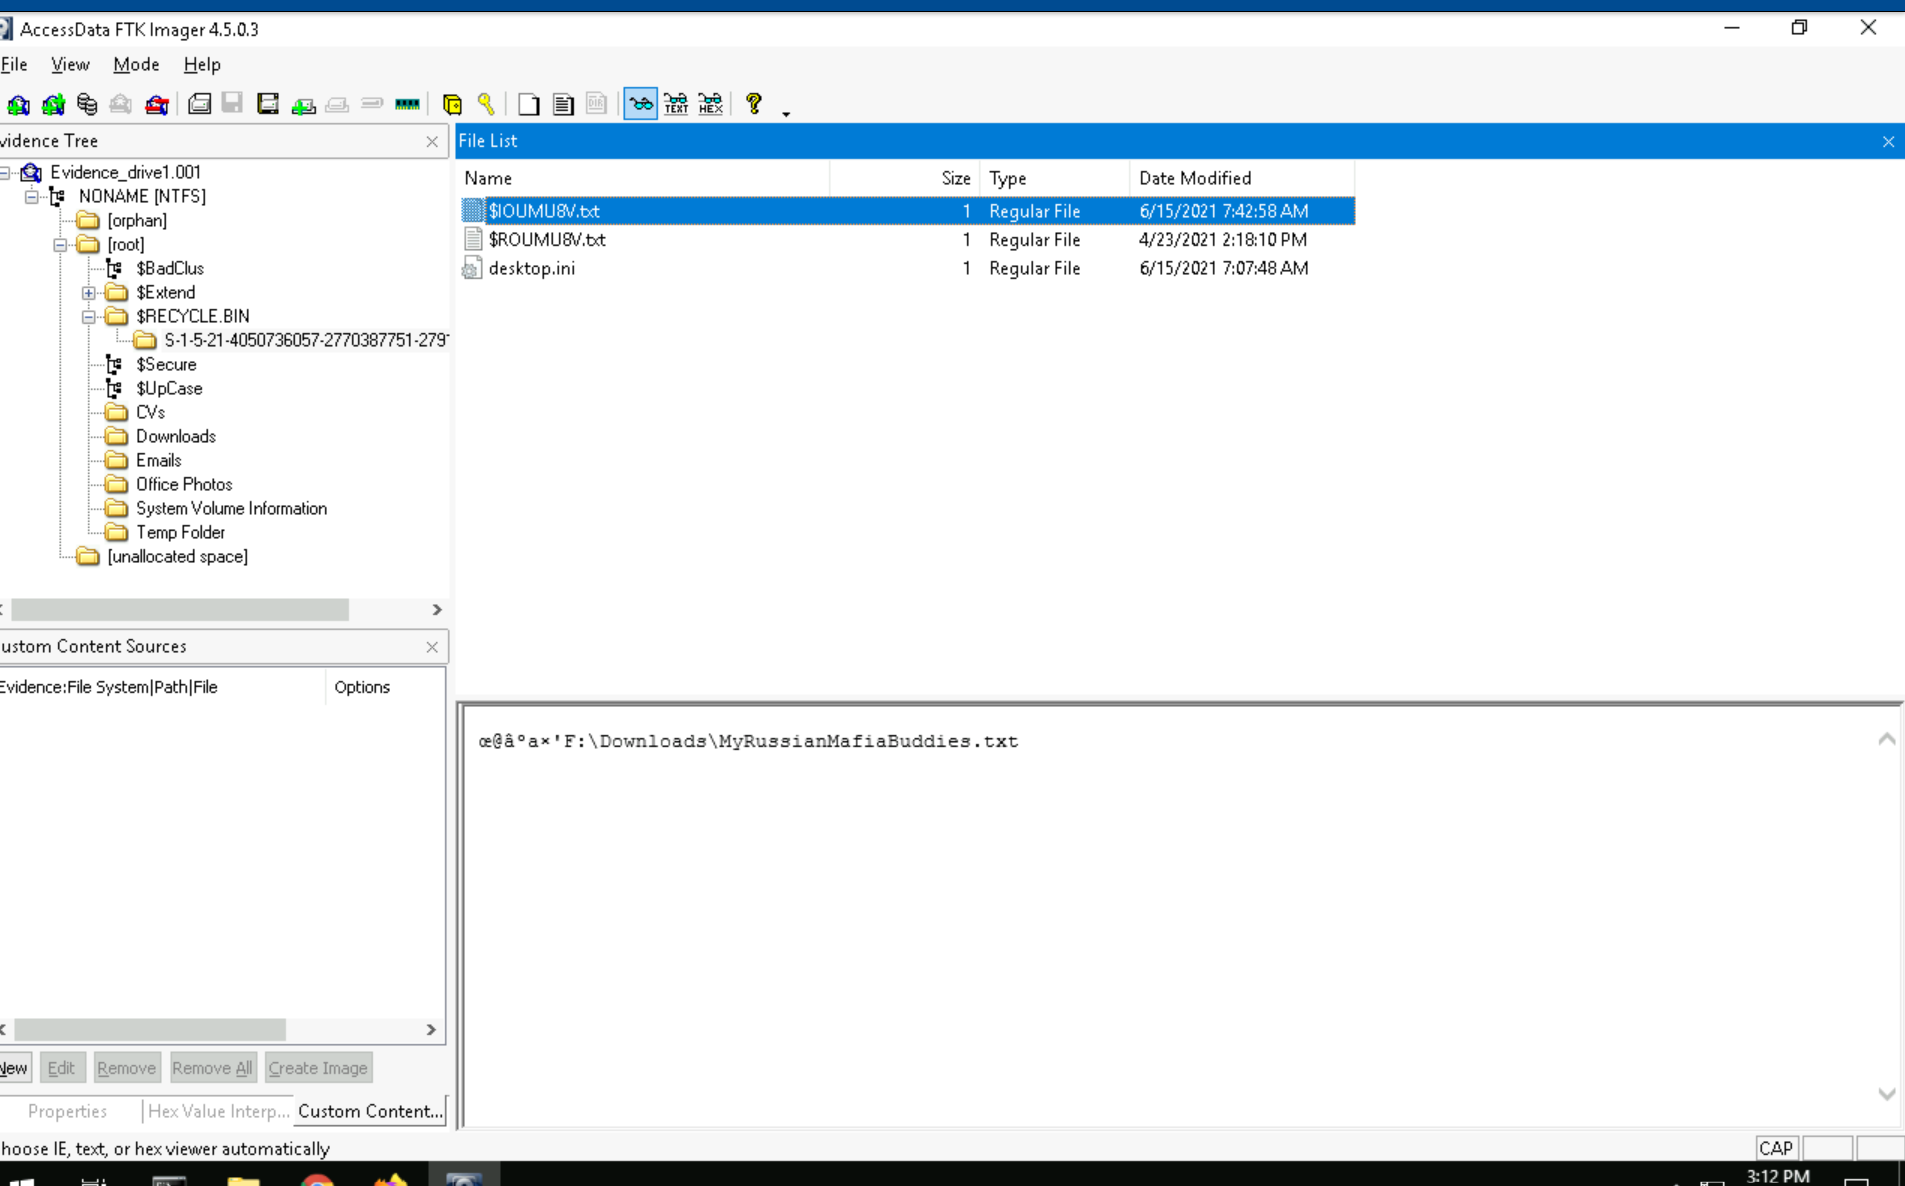 AccessData FTK Imager 4.5.0.3
File View Mode Help
TEXT HEX
vidence Tree
File List
Evidence_drive1.001
NONAME [NTFS]
[orphan]
[root]
$BadClus
$Extend
$RECYCLE.BIN
S-1-5-21-4050736057-2770387751-279
$Secure
$UpCase
CVs
Downloads
Emails
Office Photos
System Volume Information
Temp Folder
[unallocated space]
Name Size Type Date Modified
$IOUMU8V.txt 1 Regular File 6/15/2021 7:42:58 AM
$ROUMU8V.txt 1 Regular File 4/23/2021 2:18:10 PM
desktop.ini 1 Regular File 6/15/2021 7:07:48 AM
ustom Content Sources
Evidence:File System|Path|File Options
œ@âºa×'F:\Downloads\MyRussianMafiaBuddies.txt
New Edit Remove Remove All Create Image
Properties Hex Value Interp... Custom Content...
hoose IE, text, or hex viewer automatically
CAP
3:12 PM